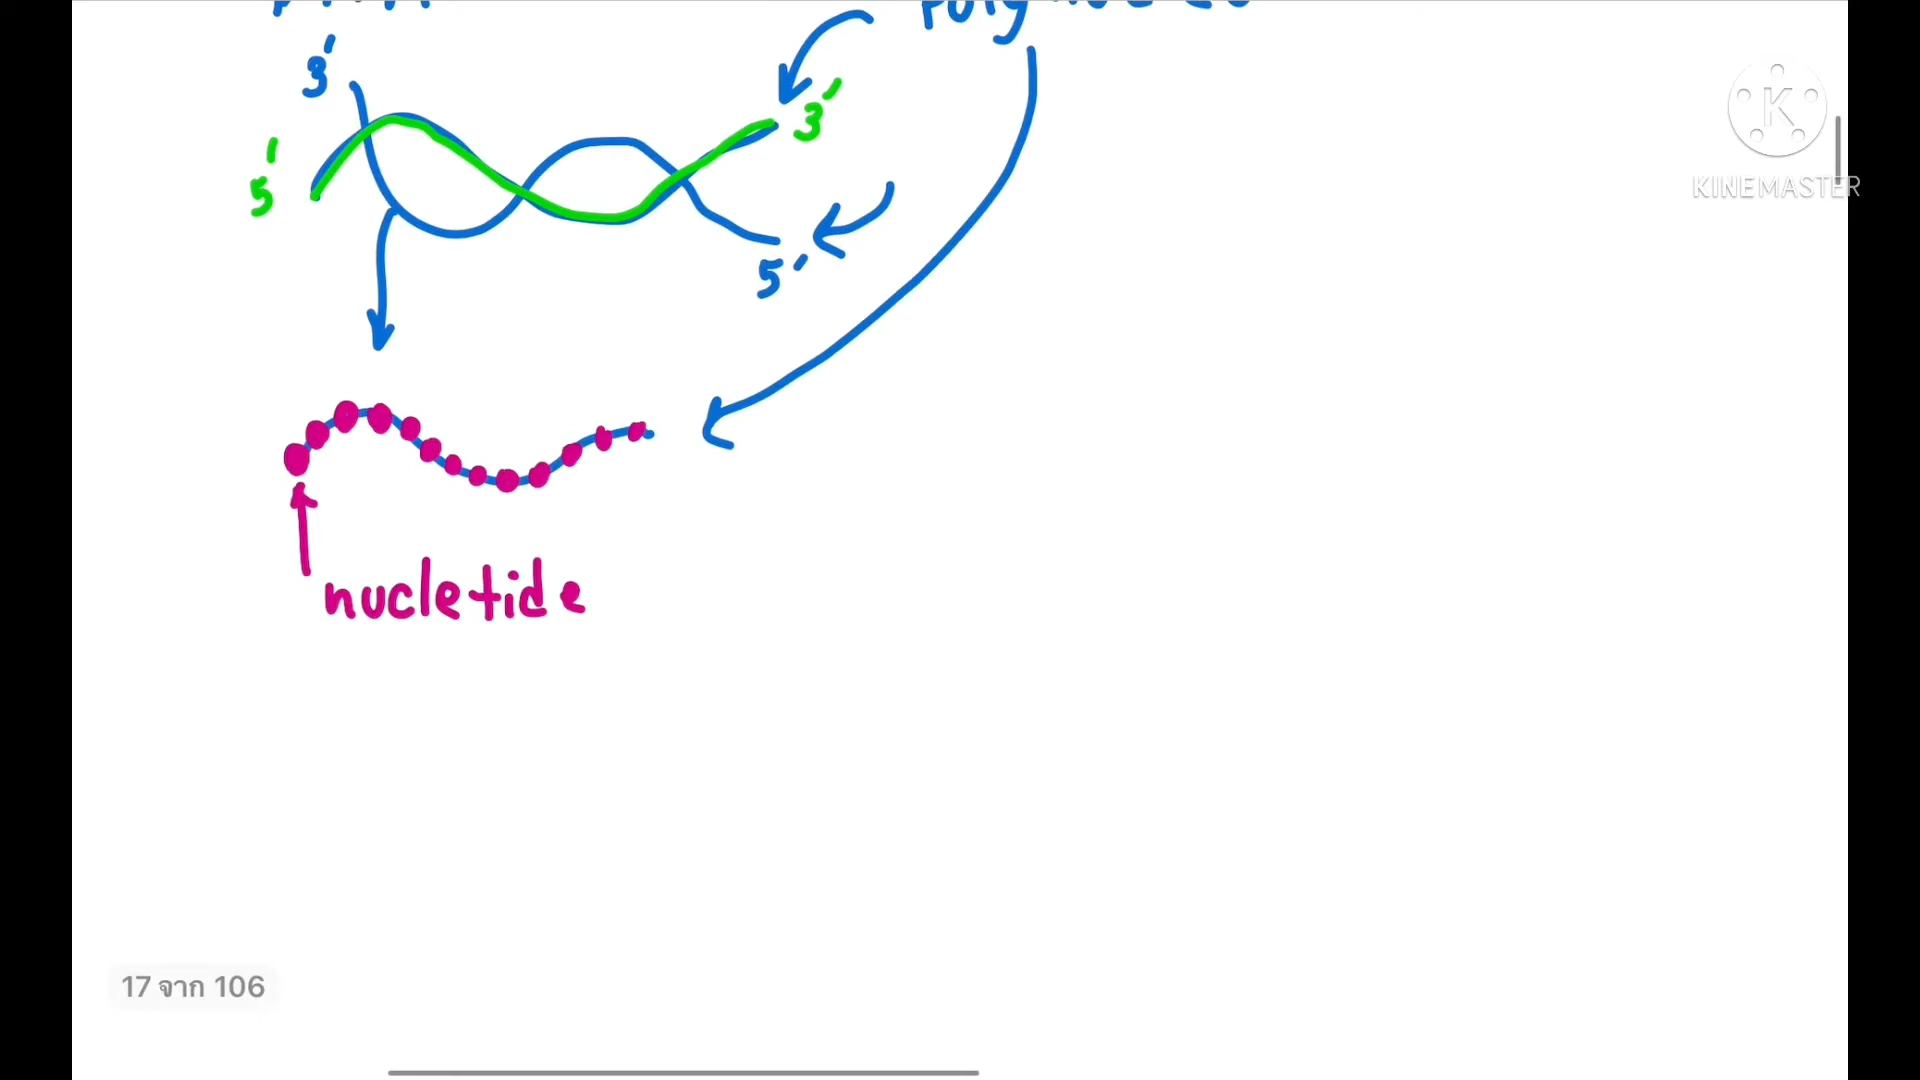 3'
3'
5'
5'
nucletide
KINEMASTER
17 จาก 106